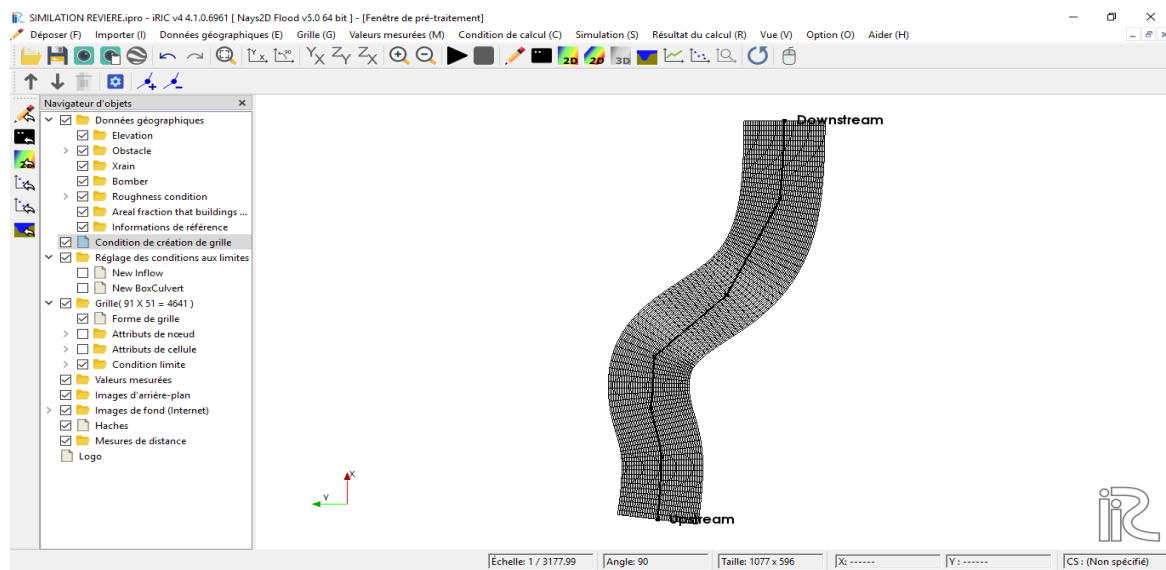 SIMILATION REVIERE.ipro - iRIC v4 4.1.0.6961 [ Nays2D Flood v5.0 64 bit ] - [Fenêtre de pré-traitement]
Déposer (F) Importer (I) Données géographiques (E) Grille (G) Valeurs mesurées (M) Condition de calcul (C) Simulation (S) Résultat du calcul (R) Vue (V) Option (O) Aider (H)
Navigateur d'objets
Données géographiques
Elevation
Obstacle
Xrain
Bomber
Roughness condition
Areal fraction that buildings ...
Informations de référence
Condition de création de grille
Réglage des conditions aux limites
New Inflow
New BoxCulvert
Grille( 91 X 51 = 4641 )
Forme de grille
Attributs de nœud
Attributs de cellule
Condition limite
Valeurs mesurées
Images d'arrière-plan
Images de fond (Internet)
Haches
Mesures de distance
Logo
Downstream
Upstream
X
Y
iRiC
Échelle: 1 / 3177.99 Angle: 90 Taille: 1077 x 596 X: ------ Y : ------ CS : (Non spécifié)